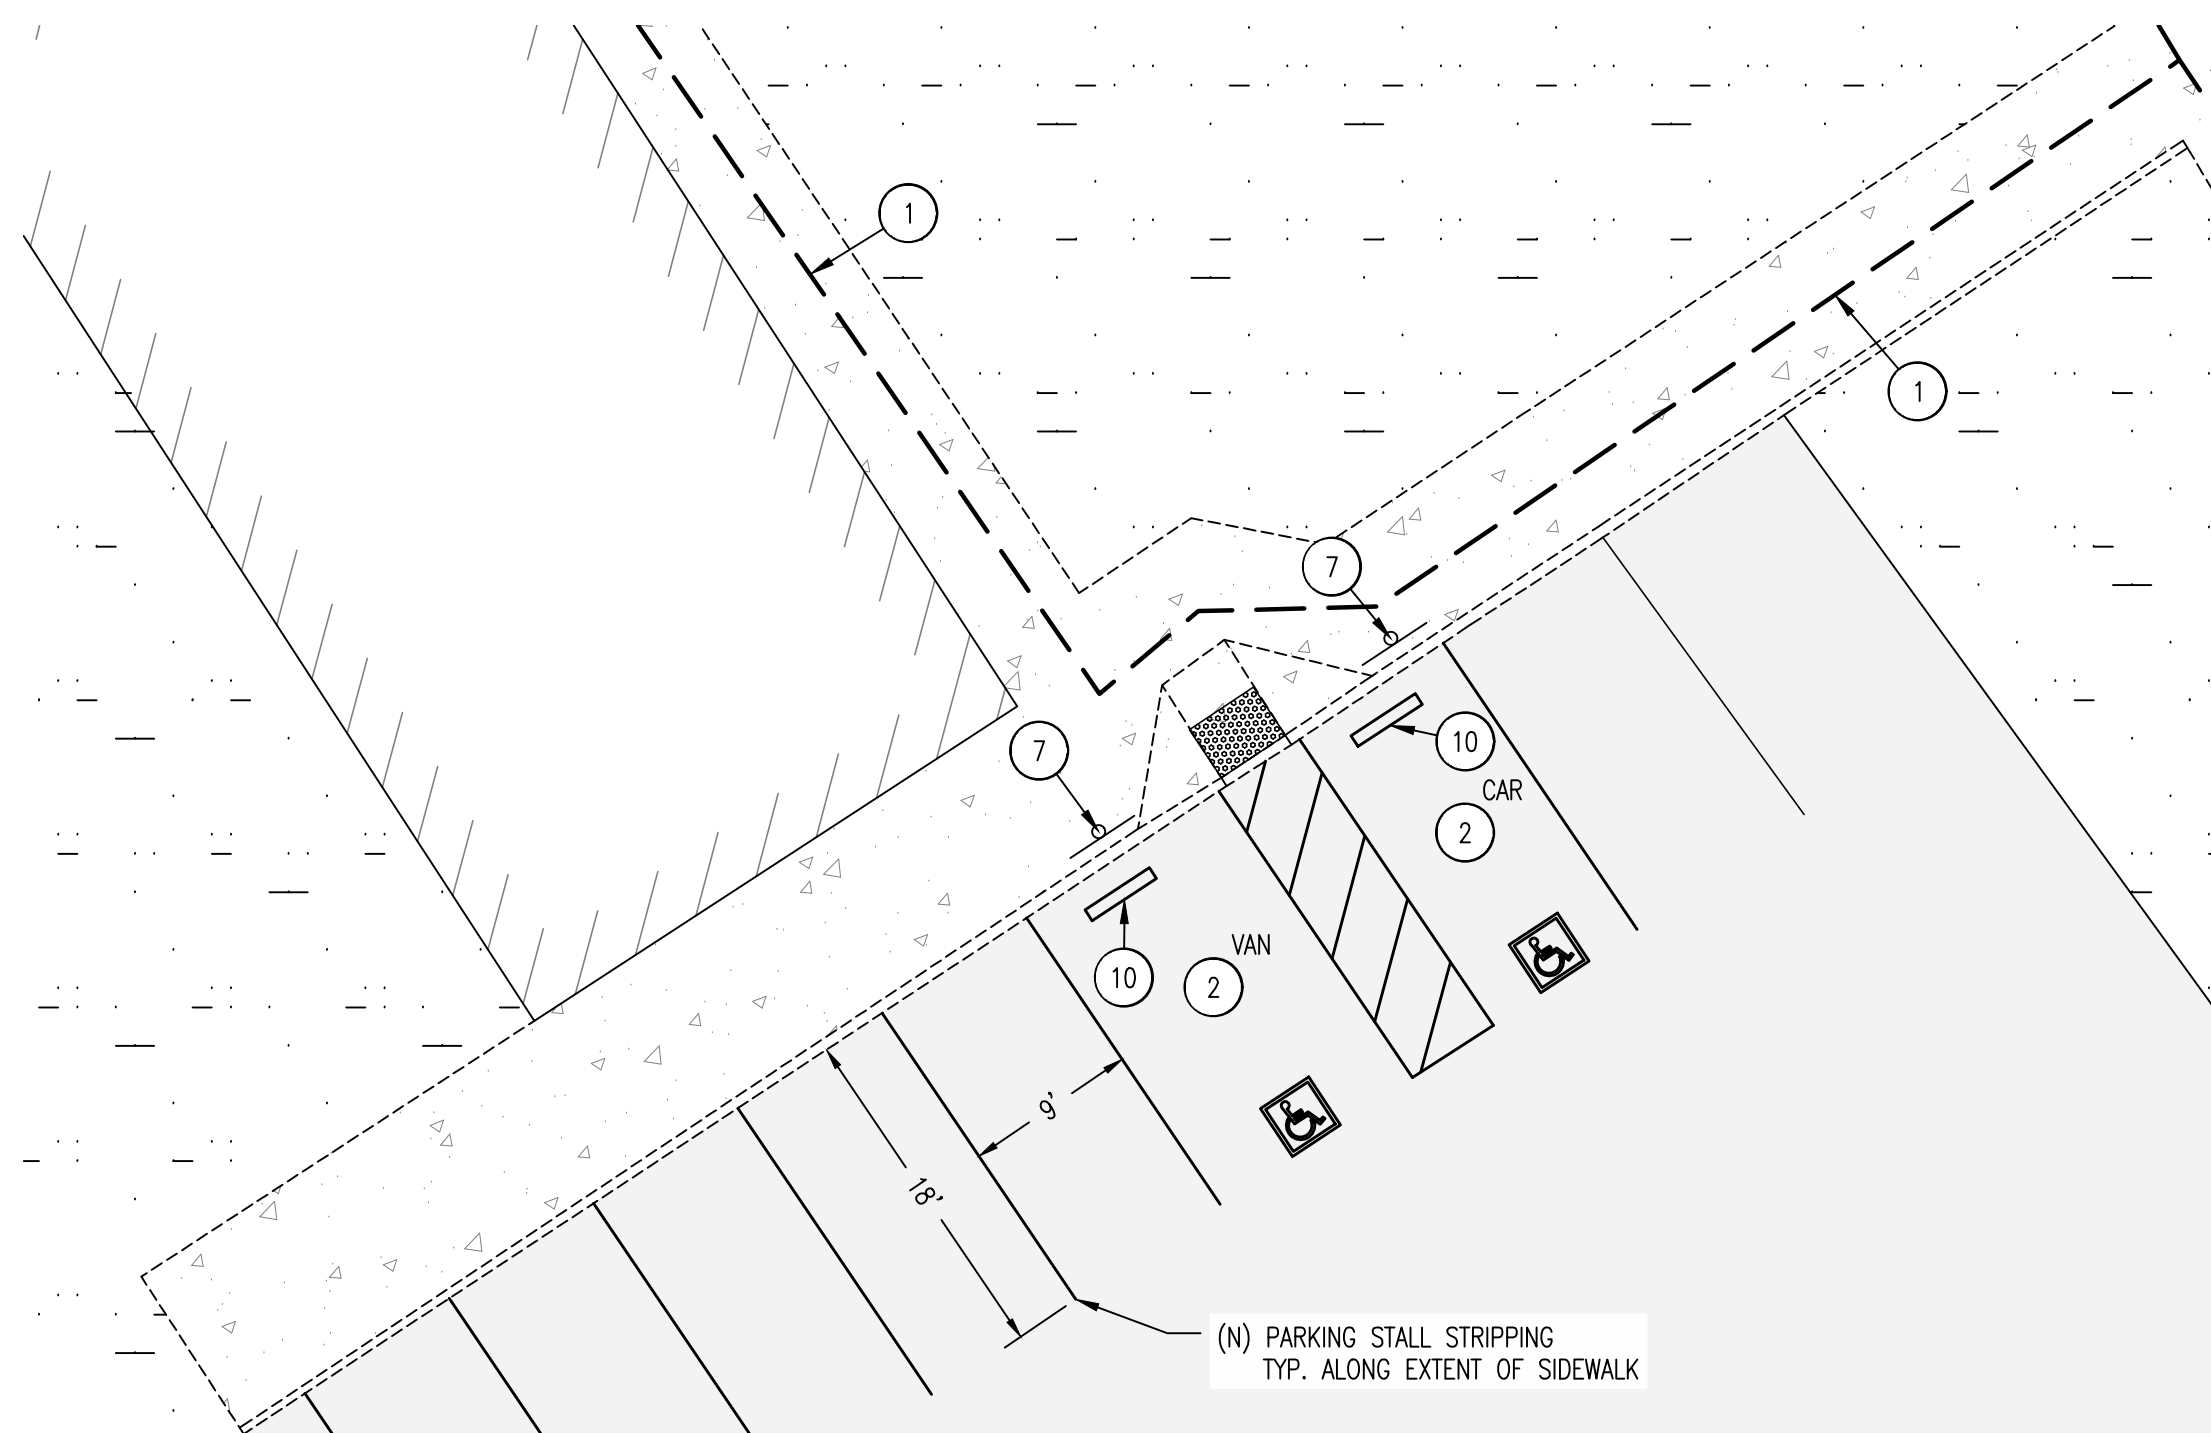 1
1
7
7
10
CAR
2
VAN
10
2
9'
18'
(N) PARKING STALL STRIPPING
TYP. ALONG EXTENT OF SIDEWALK